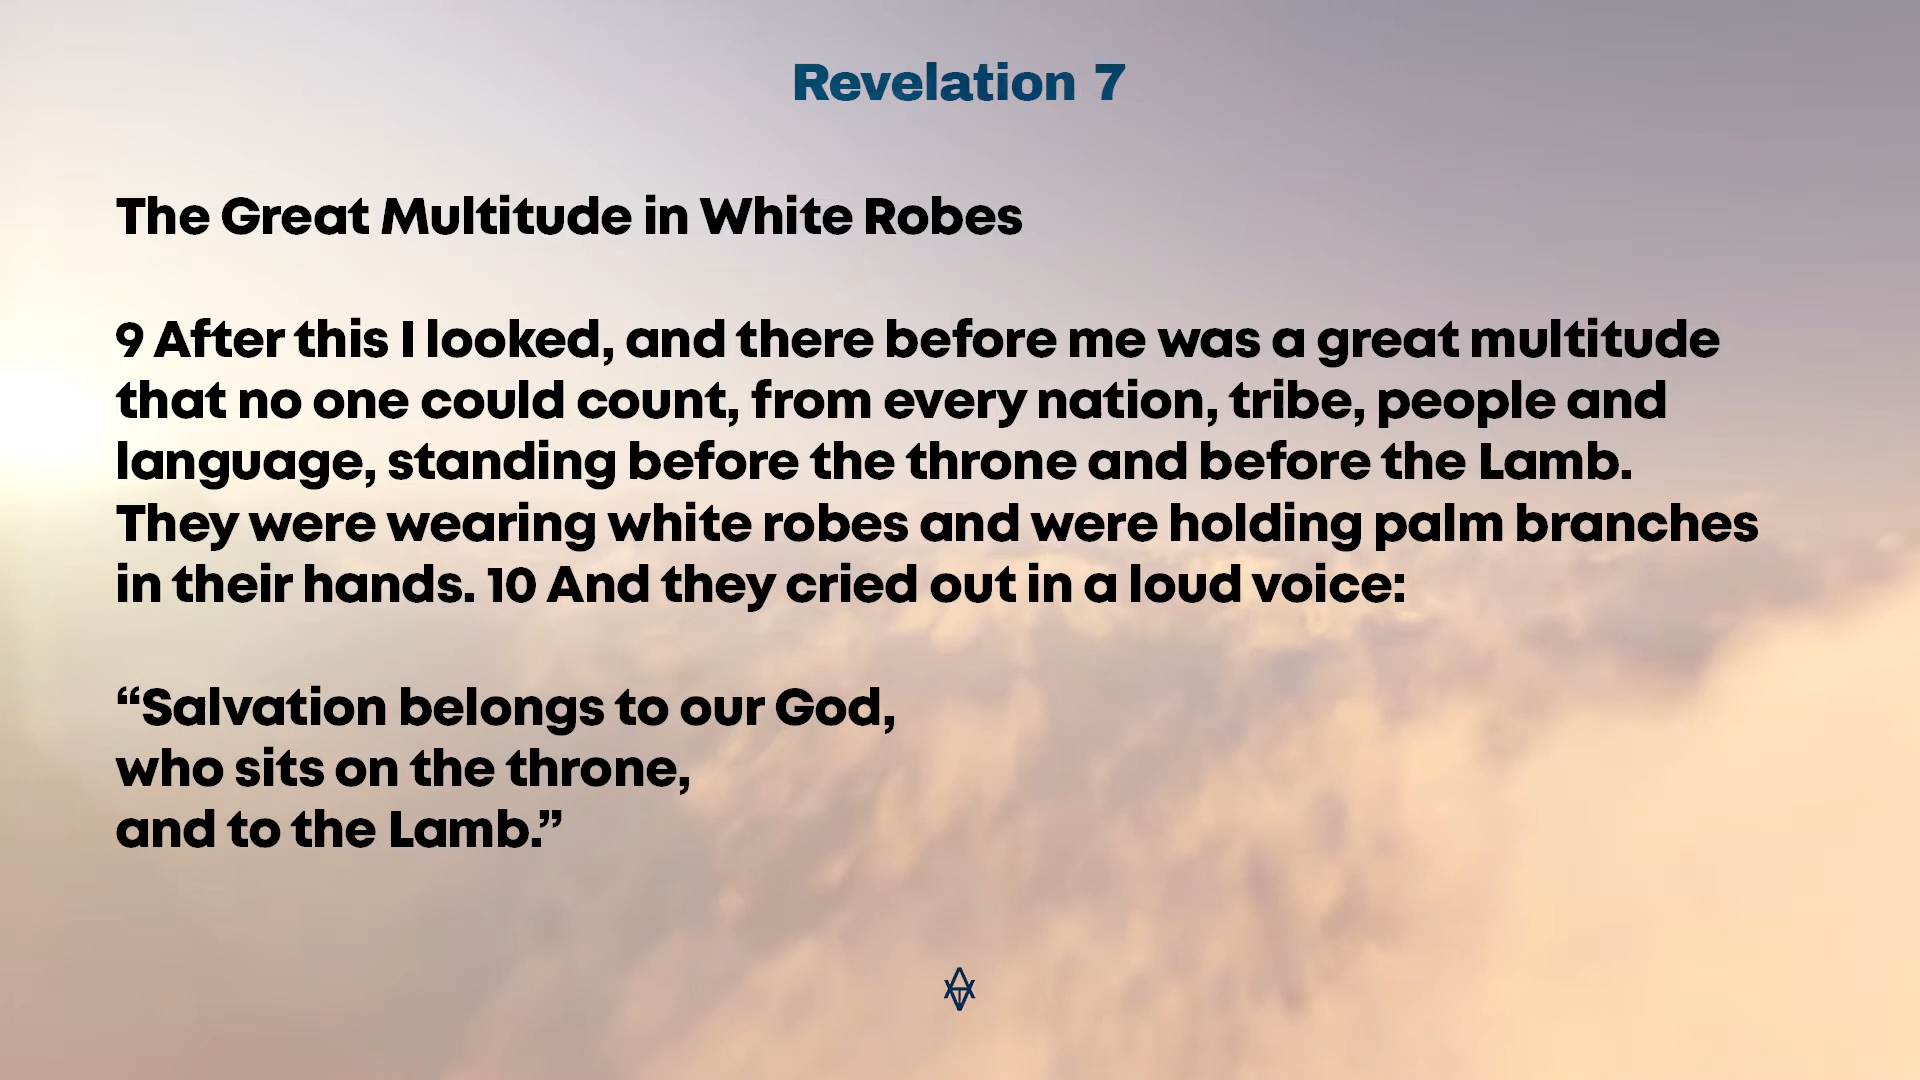 Revelation 7
The Great Multitude in White Robes
9 After this I looked, and there before me was a great multitude
that no one could count, from every nation, tribe, people and
language, standing before the throne and before the Lamb.
They were wearing white robes and were holding palm branches
in their hands. 10 And they cried out in a loud voice:
“Salvation belongs to our God,
who sits on the throne,
and to the Lamb.”